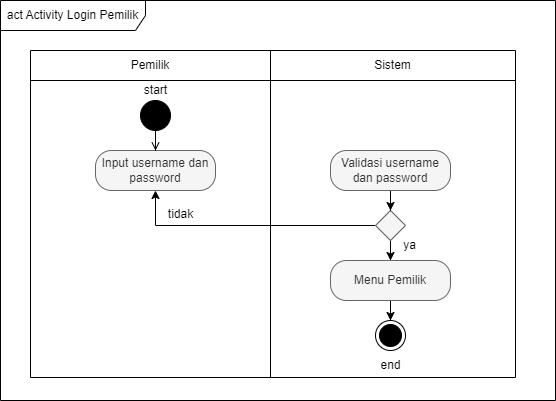 act Activity Login Pemilik
Pemilik
Sistem
start
Input username dan
password
Validasi username
dan password
tidak
ya
Menu Pemilik
end